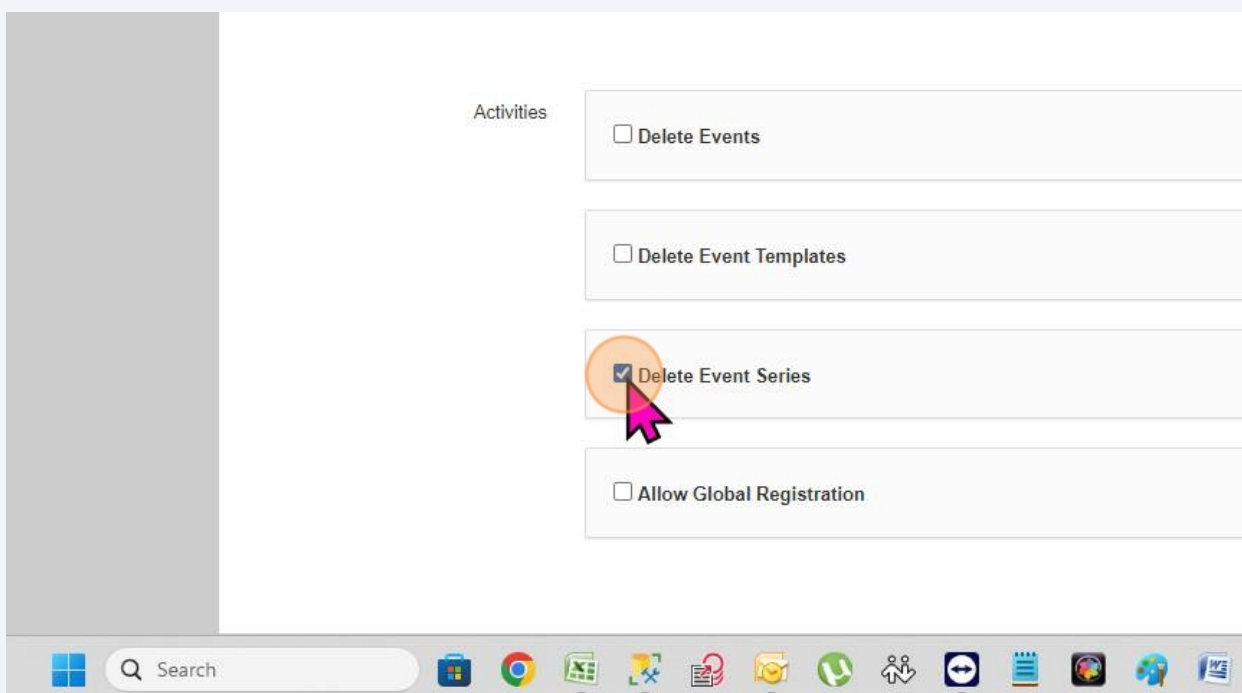 Activities
Delete Events
Delete Event Templates
Delete Event Series
Allow Global Registration
Search